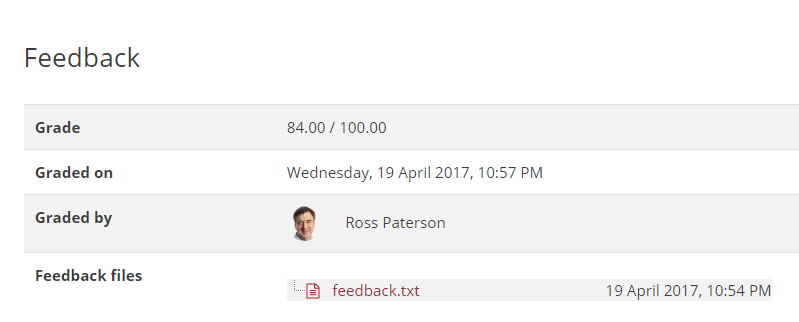 Feedback
Grade 84.00 / 100.00
Graded on Wednesday, 19 April 2017, 10:57 PM
Graded by Ross Paterson
Feedback files
feedback.txt 19 April 2017, 10:54 PM